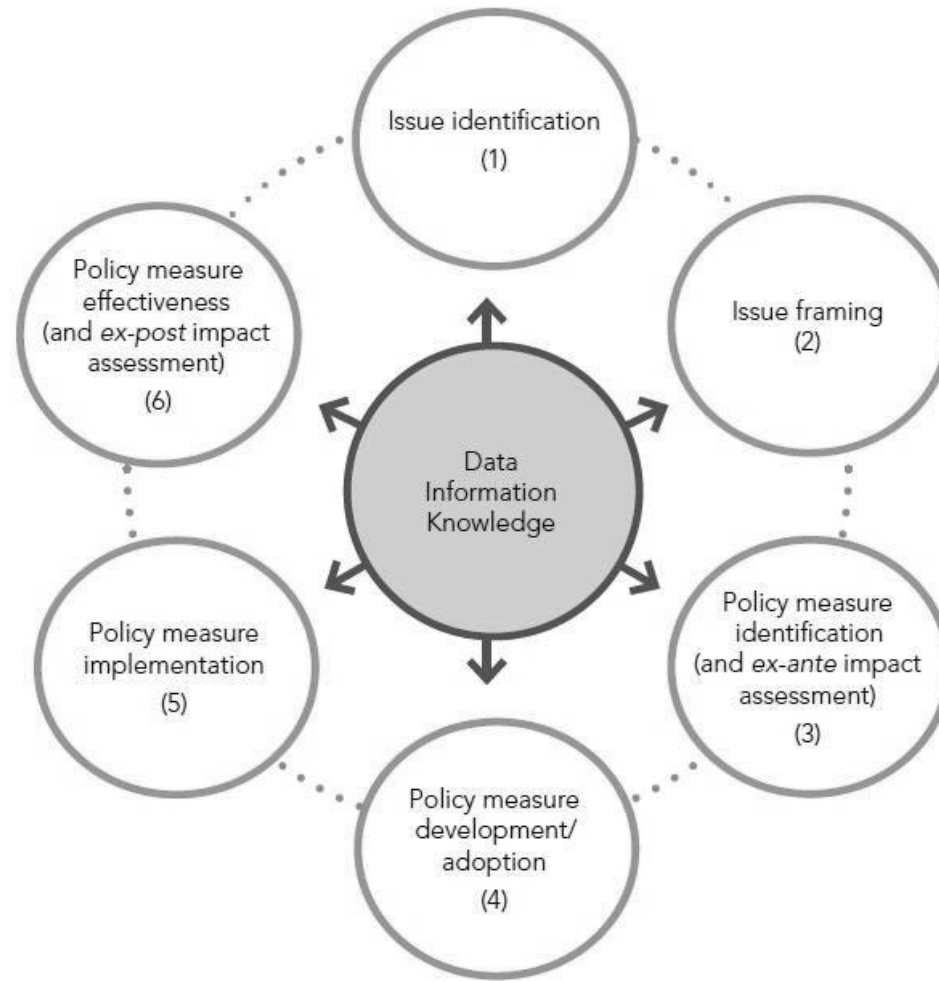 Issue identification
(1)
Issue framing
(2)
Policy measure
identification
(and ex-ante impact
assessment)
(3)
Policy measure
development/
adoption
(4)
Policy measure
implementation
(5)
Policy measure
effectiveness
(and ex-post impact
assessment)
(6)
Data
Information
Knowledge